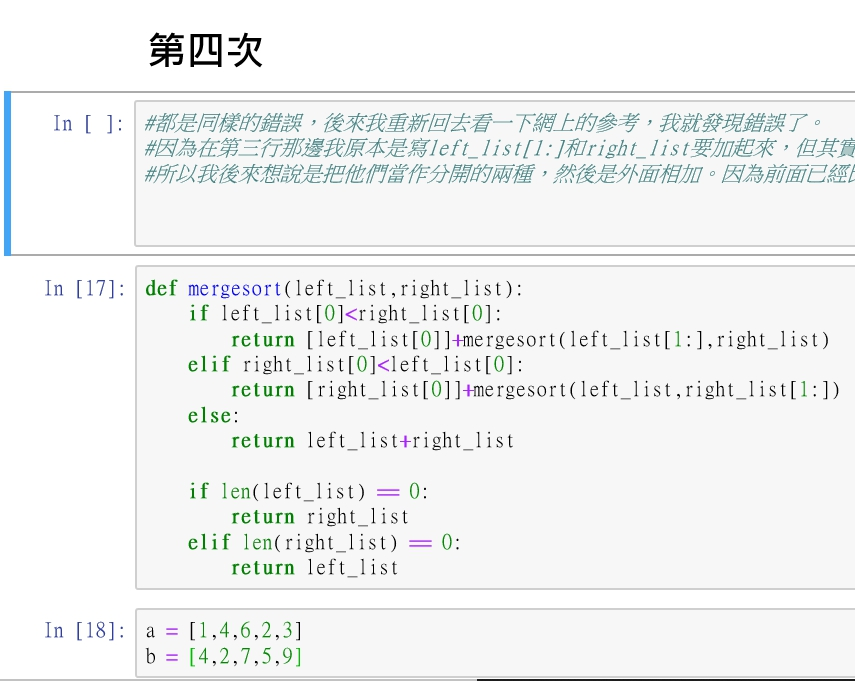 第四次
In [ ]: #都是同樣的錯誤，後來我重新回去看一下網上的參考，我就發現錯誤了。
#因為在第三行那邊我原本是寫left_list[1:]和right_list要加起來，但其實
#所以我後來想說是把他們當作分開的兩種，然後是外面相加。因為前面已經
In [17]: def mergesort(left_list,right_list):
    if left_list[0]<right_list[0]:
        return [left_list[0]]+mergesort(left_list[1:],right_list)
    elif right_list[0]<left_list[0]:
        return [right_list[0]]+mergesort(left_list,right_list[1:])
    else:
        return left_list+right_list

    if len(left_list) == 0:
        return right_list
    elif len(right_list) == 0:
        return left_list
In [18]: a = [1,4,6,2,3]
b = [4,2,7,5,9]